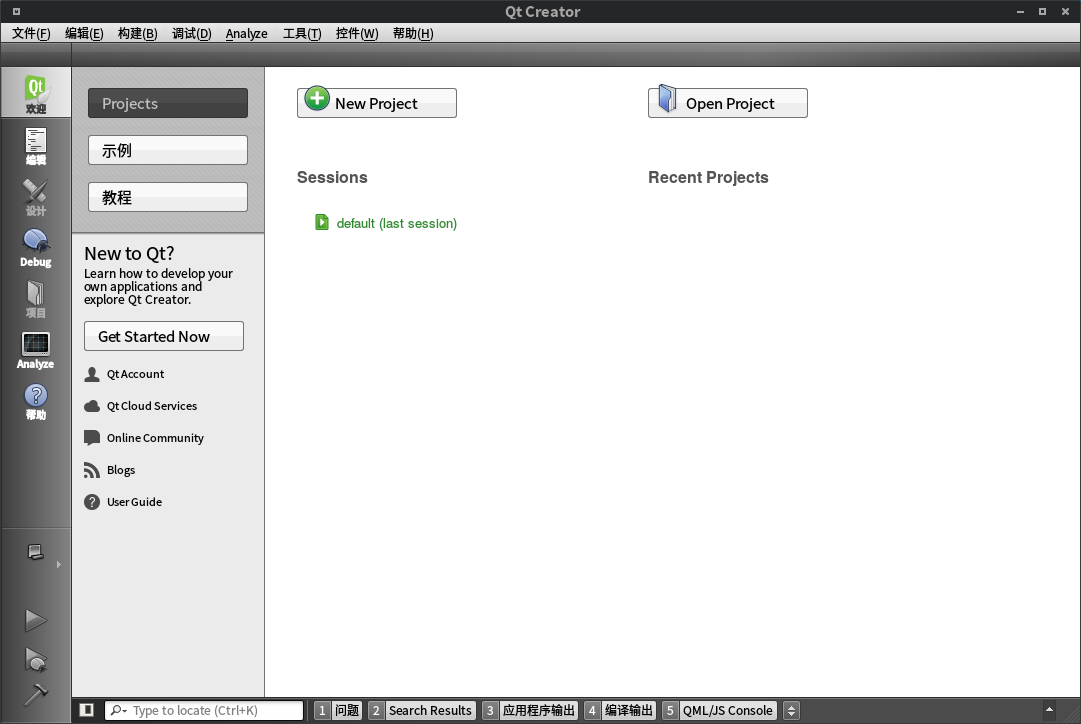 Qt Creator
文件(F) 编辑(E) 构建(B) 调试(D) Analyze 工具(T) 控件(W) 帮助(H)
Qt
欢迎
编辑
设计
Debug
项目
Analyze
帮助
Projects
示例
教程
New to Qt?
Learn how to develop your
own applications and
explore Qt Creator.
Get Started Now
Qt Account
Qt Cloud Services
Online Community
Blogs
User Guide
New Project
Open Project
Sessions
Recent Projects
default (last session)
Type to locate (Ctrl+K) 1 问题 2 Search Results 3 应用程序输出 4 编译输出 5 QML/JS Console